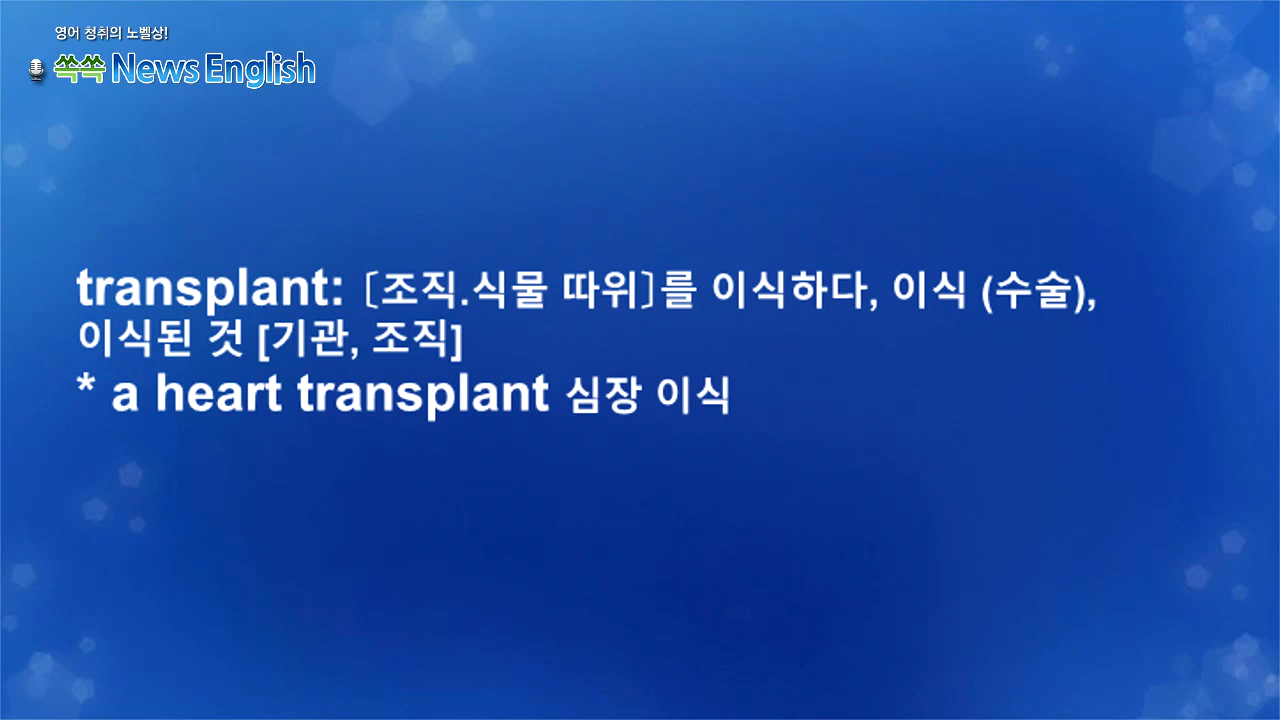 영어 청취의 노벨상!
쏙쏙 News English
transplant: 〔조직.식물 따위〕를 이식하다, 이식 (수술),
이식된 것 [기관, 조직]
* a heart transplant 심장 이식